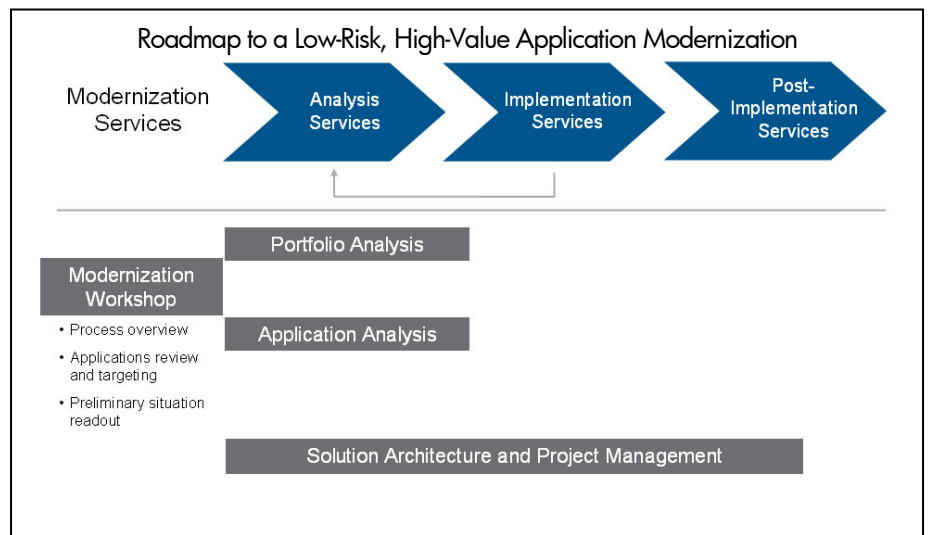 Roadmap to a Low-Risk, High-Value Application Modernization
Modernization
Services
Analysis
Services
Implementation
Services
Post-
Implementation
Services
Portfolio Analysis
Modernization
Workshop
• Process overview
• Applications review
and targeting
• Preliminary situation
readout
Application Analysis
Solution Architecture and Project Management